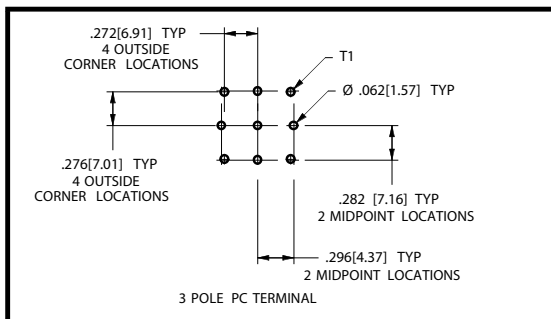 .272[6.91] TYP
4 OUTSIDE
CORNER LOCATIONS
T1
Ø .062[1.57] TYP
.276[7.01] TYP
4 OUTSIDE
CORNER LOCATIONS
.282 [7.16] TYP
2 MIDPOINT LOCATIONS
.296[4.37] TYP
2 MIDPOINT LOCATIONS
3 POLE PC TERMINAL